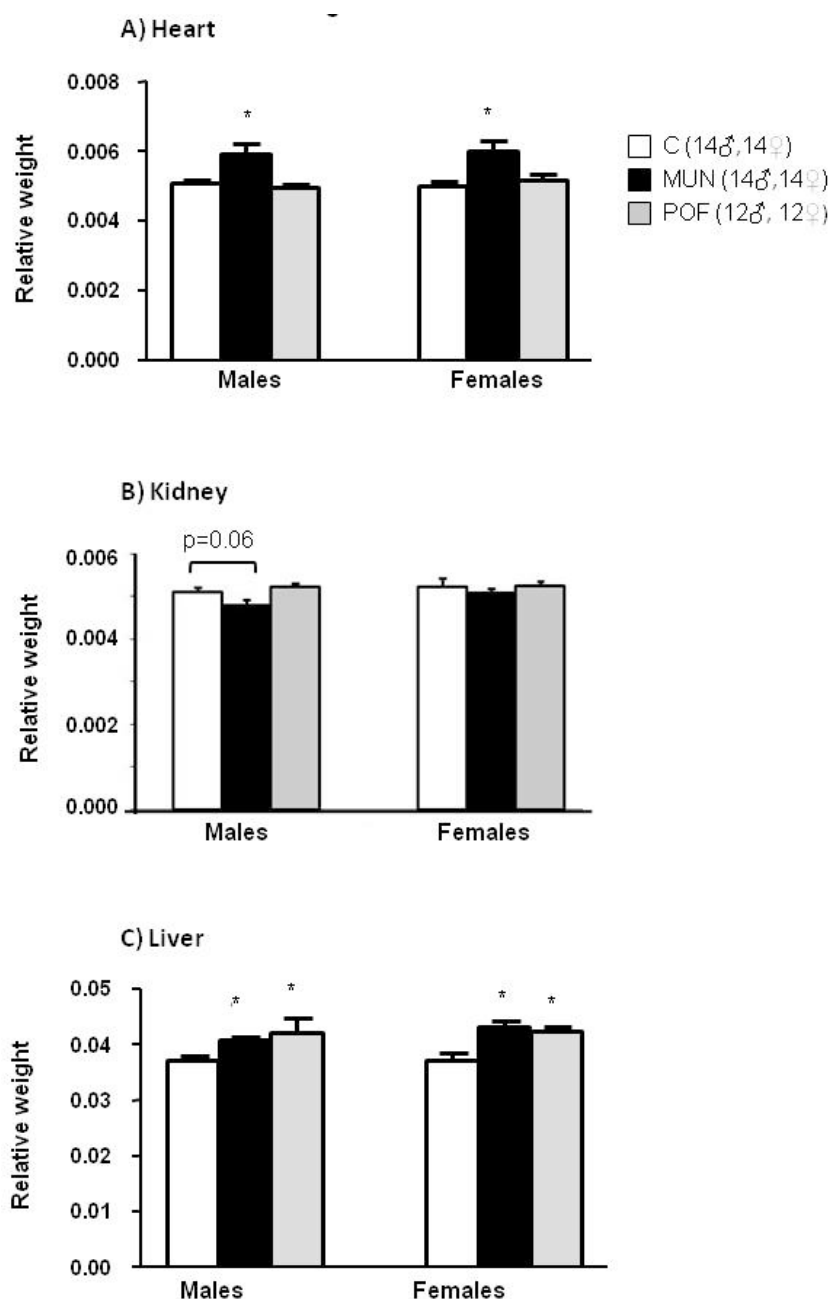 A) Heart
0.008
0.006
0.004
0.002
0.000
Relative weight
*
*
Males
Females
C (14♂,14♀)
MUN (14♂,14♀)
POF (12♂, 12♀)
B) Kidney
p=0.06
0.006
0.004
0.002
0.000
Relative weight
Males
Females
C) Liver
0.05
0.04
0.03
0.02
0.01
0.00
Relative weight
*
*
*
*
Males
Females